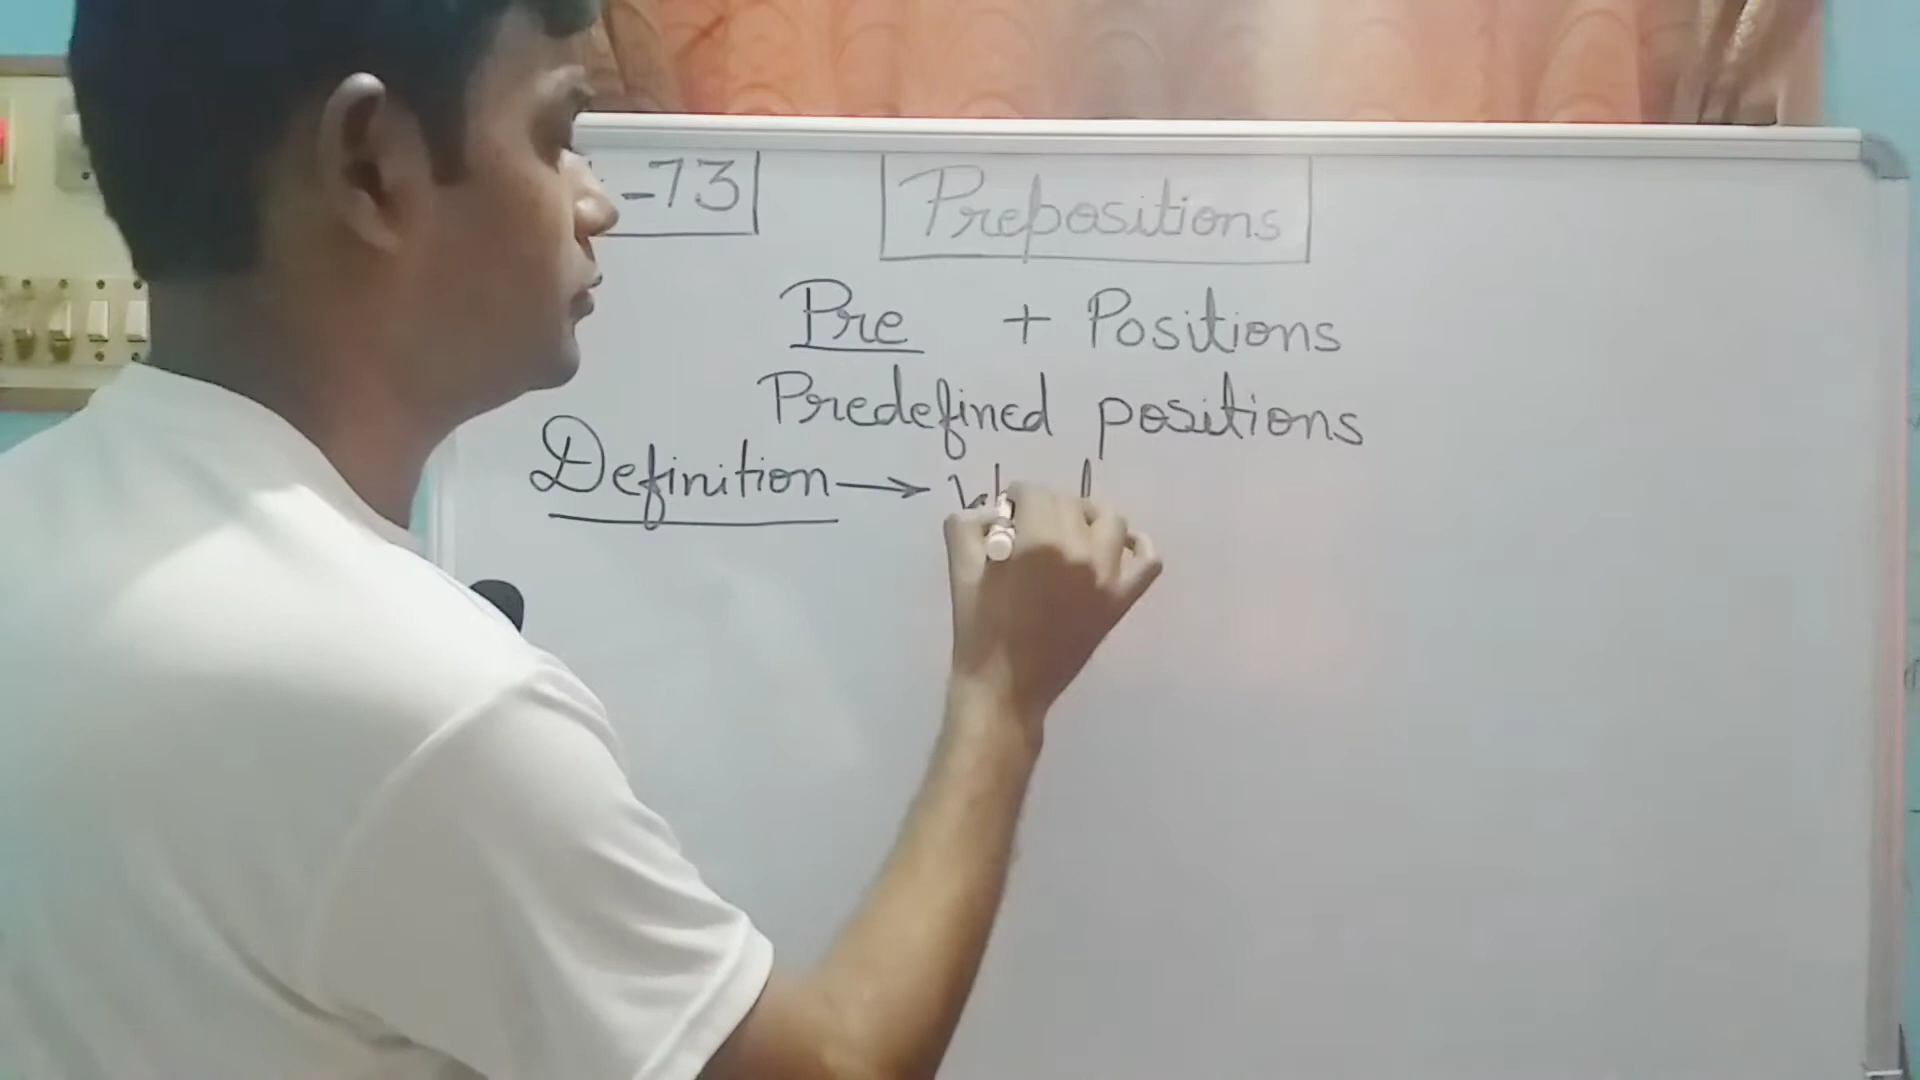 -73
Prepositions
Pre + Positions
Predefined positions
Definition →